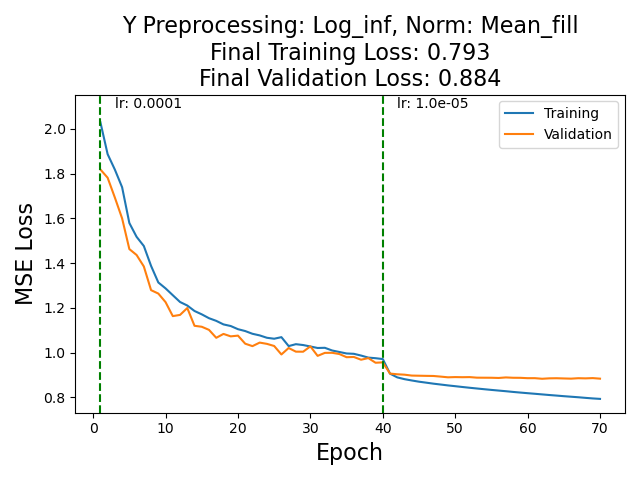 Y Preprocessing: Log_inf, Norm: Mean_fill
Final Training Loss: 0.793
Final Validation Loss: 0.884
lr: 0.0001
lr: 1.0e-05
Training
Validation
MSE Loss
2.0
1.8
1.6
1.4
1.2
1.0
0.8
0
10
20
30
40
50
60
70
Epoch